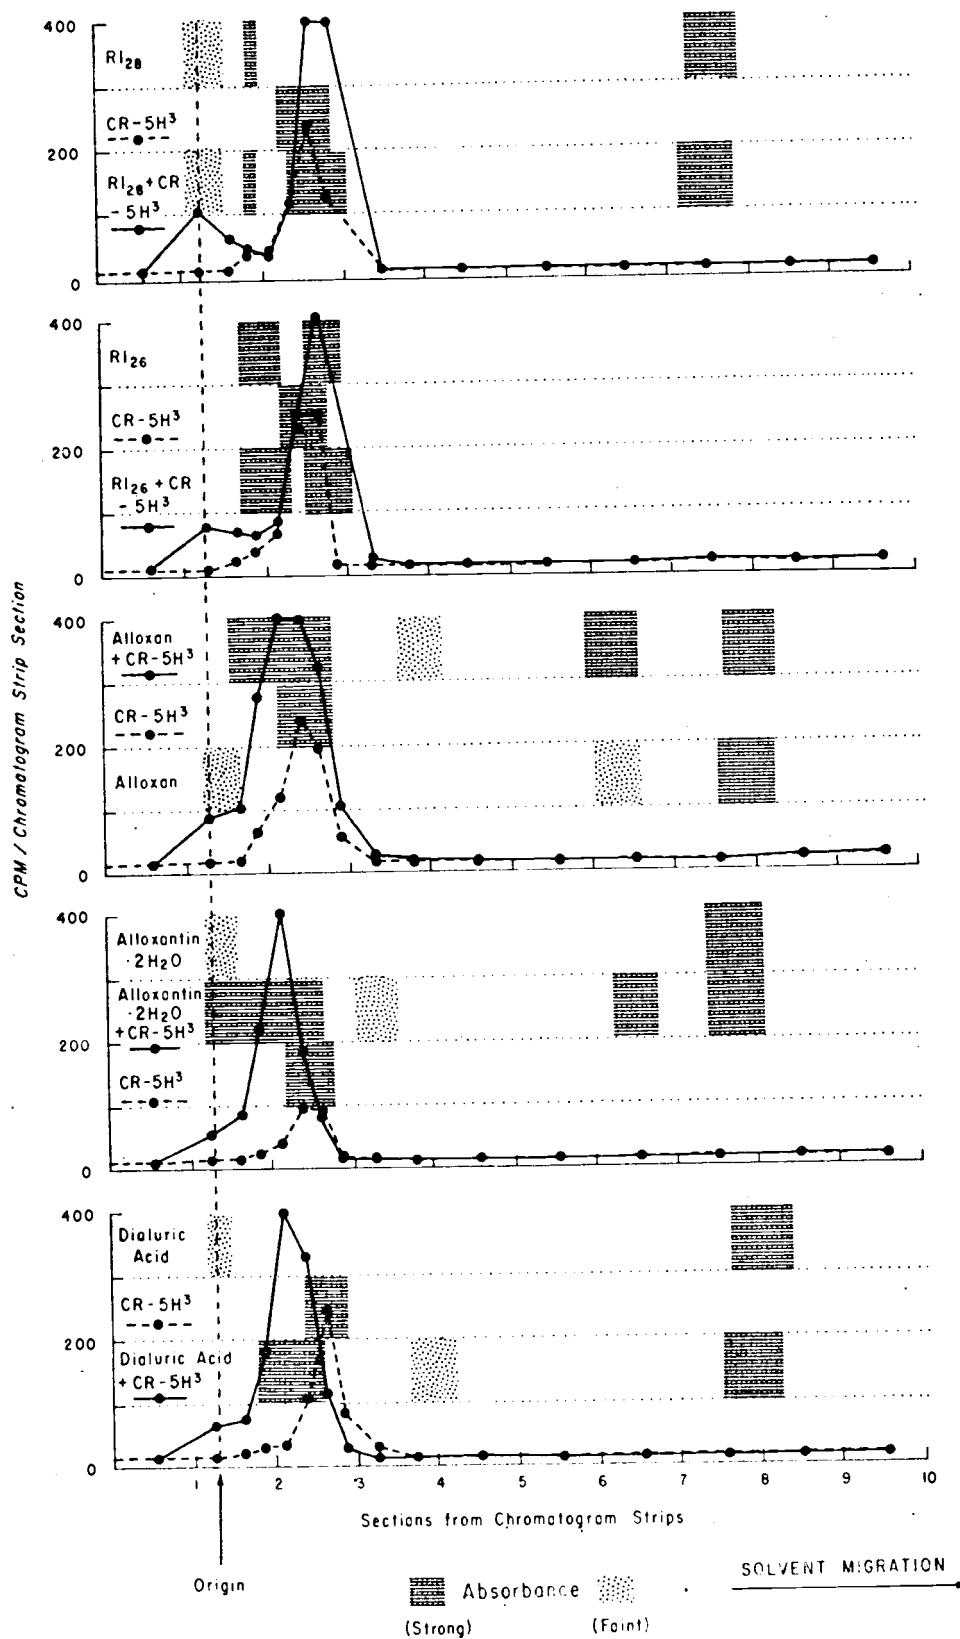 400
RI28
CR-5H3
200
RI28+CR
-5H3
0
400
RI26
CR-5H3
200
RI26 + CR
-5H3
0
CPM / Chromatogram Strip Section
400
Alloxan
+CR-5H3
CR-5H3
200
Alloxan
0
400
Alloxantin
·2H2O
Alloxantin
·2H2O
+CR-5H3
200
CR-5H3
0
400
Dialuric
Acid
CR-5H3
200
Dialuric Acid
+CR-5H3
0
1 2 3 4 5 6 7 8 9 10
Sections from Chromatogram Strips
Origin
SOLVENT MIGRATION
Absorbance
(Strong) (Faint)